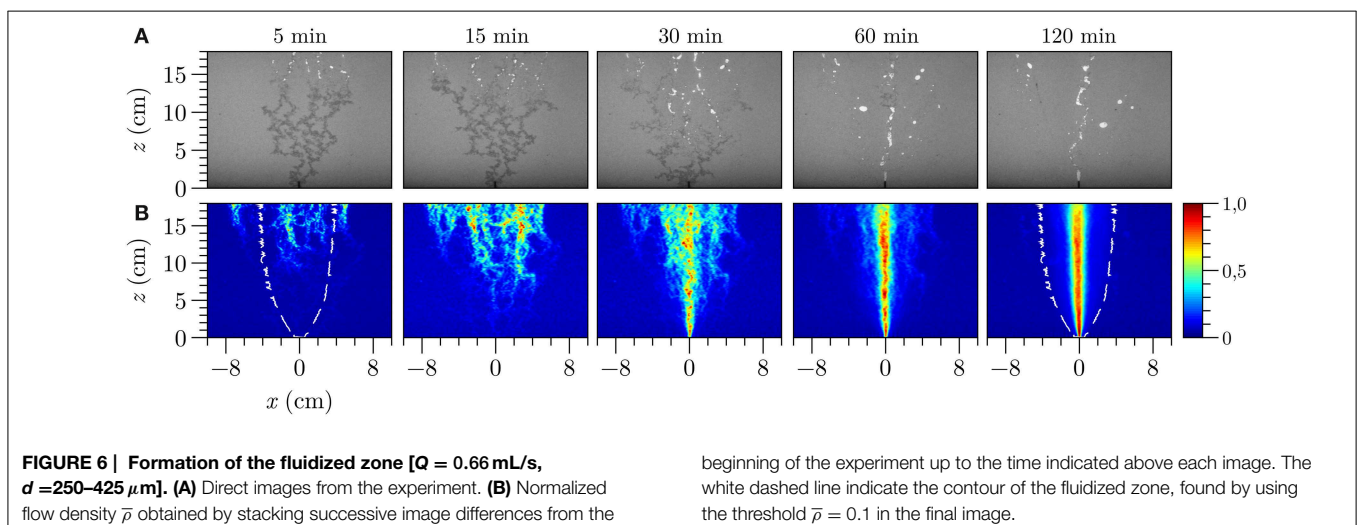 A
5 min
15 min
30 min
60 min
120 min
z (cm)
15
10
5
0
B
z (cm)
15
10
5
0
1,0
0,5
0
−8 0 8
−8 0 8
−8 0 8
−8 0 8
−8 0 8
x (cm)
FIGURE 6 | Formation of the fluidized zone [Q = 0.66 mL/s,
d =250–425 μm]. (A) Direct images from the experiment. (B) Normalized
flow density ρ̅ obtained by stacking successive image differences from the
beginning of the experiment up to the time indicated above each image. The
white dashed line indicate the contour of the fluidized zone, found by using
the threshold ρ̅ = 0.1 in the final image.